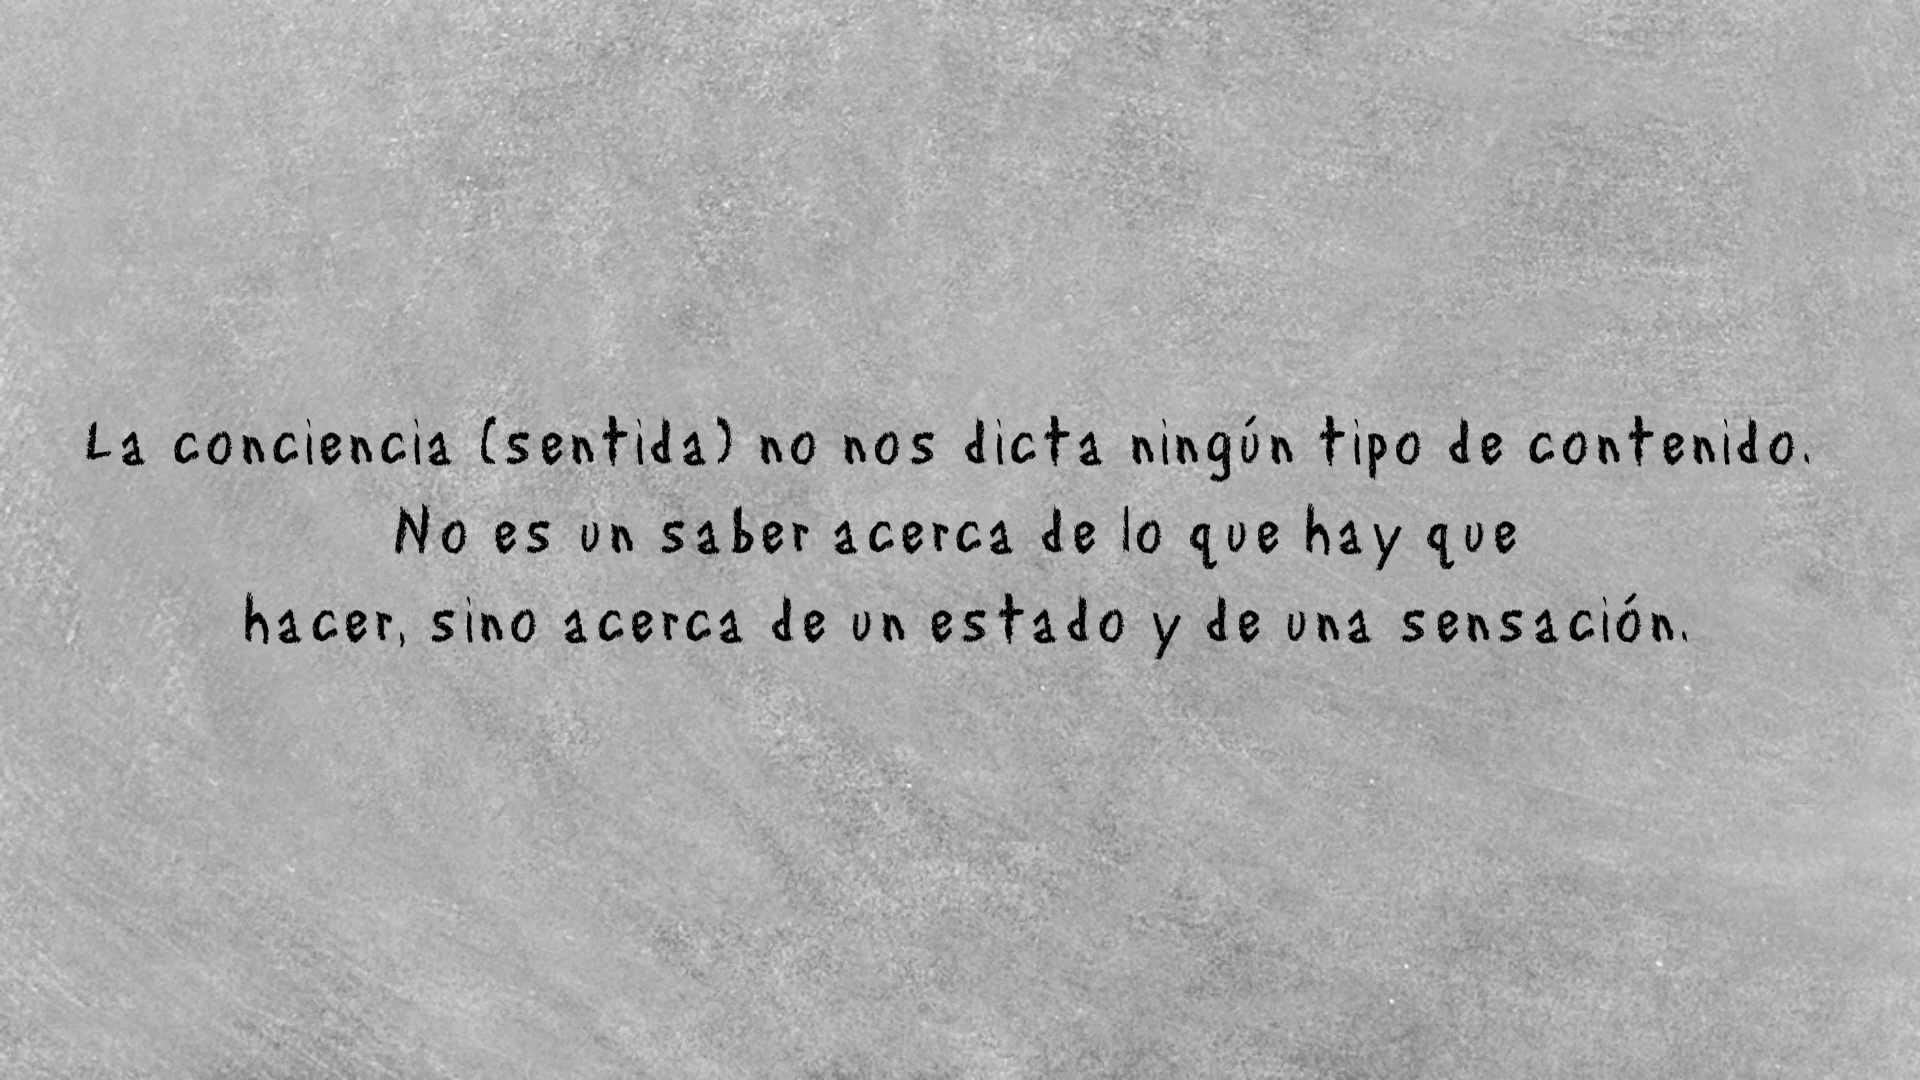 La conciencia (sentida) no nos dicta ningún tipo de contenido.
No es un saber acerca de lo que hay que
hacer, sino acerca de un estado y de una sensación.